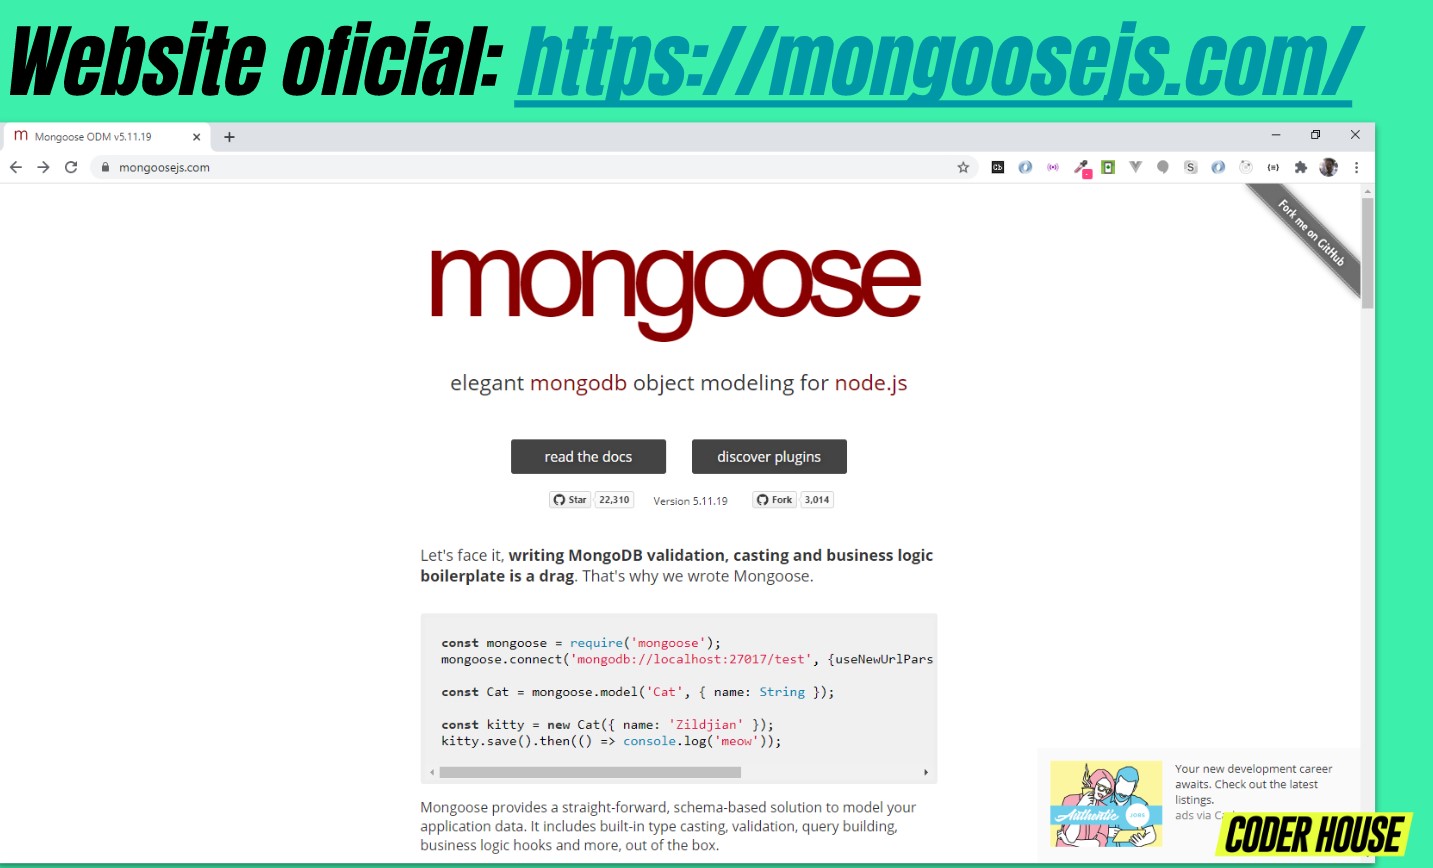 Website oficial: https://mongoosejs.com/
m Mongoose ODM v5.11.19
mongoosejs.com
Fork me on GitHub
mongoose
elegant mongodb object modeling for node.js
read the docs discover plugins
Star 22,310 Version 5.11.19 Fork 3,014
Let's face it, writing MongoDB validation, casting and business logic
boilerplate is a drag. That's why we wrote Mongoose.
const mongoose = require('mongoose');
mongoose.connect('mongodb://localhost:27017/test', {useNewUrlPars
const Cat = mongoose.model('Cat', { name: String });
const kitty = new Cat({ name: 'Zildjian' });
kitty.save().then(() => console.log('meow'));
Mongoose provides a straight-forward, schema-based solution to model your
application data. It includes built-in type casting, validation, query building,
business logic hooks and more, out of the box.
Authentic JOBS
Your new development career
awaits. Check out the latest
listings.
ads via
CODER HOUSE